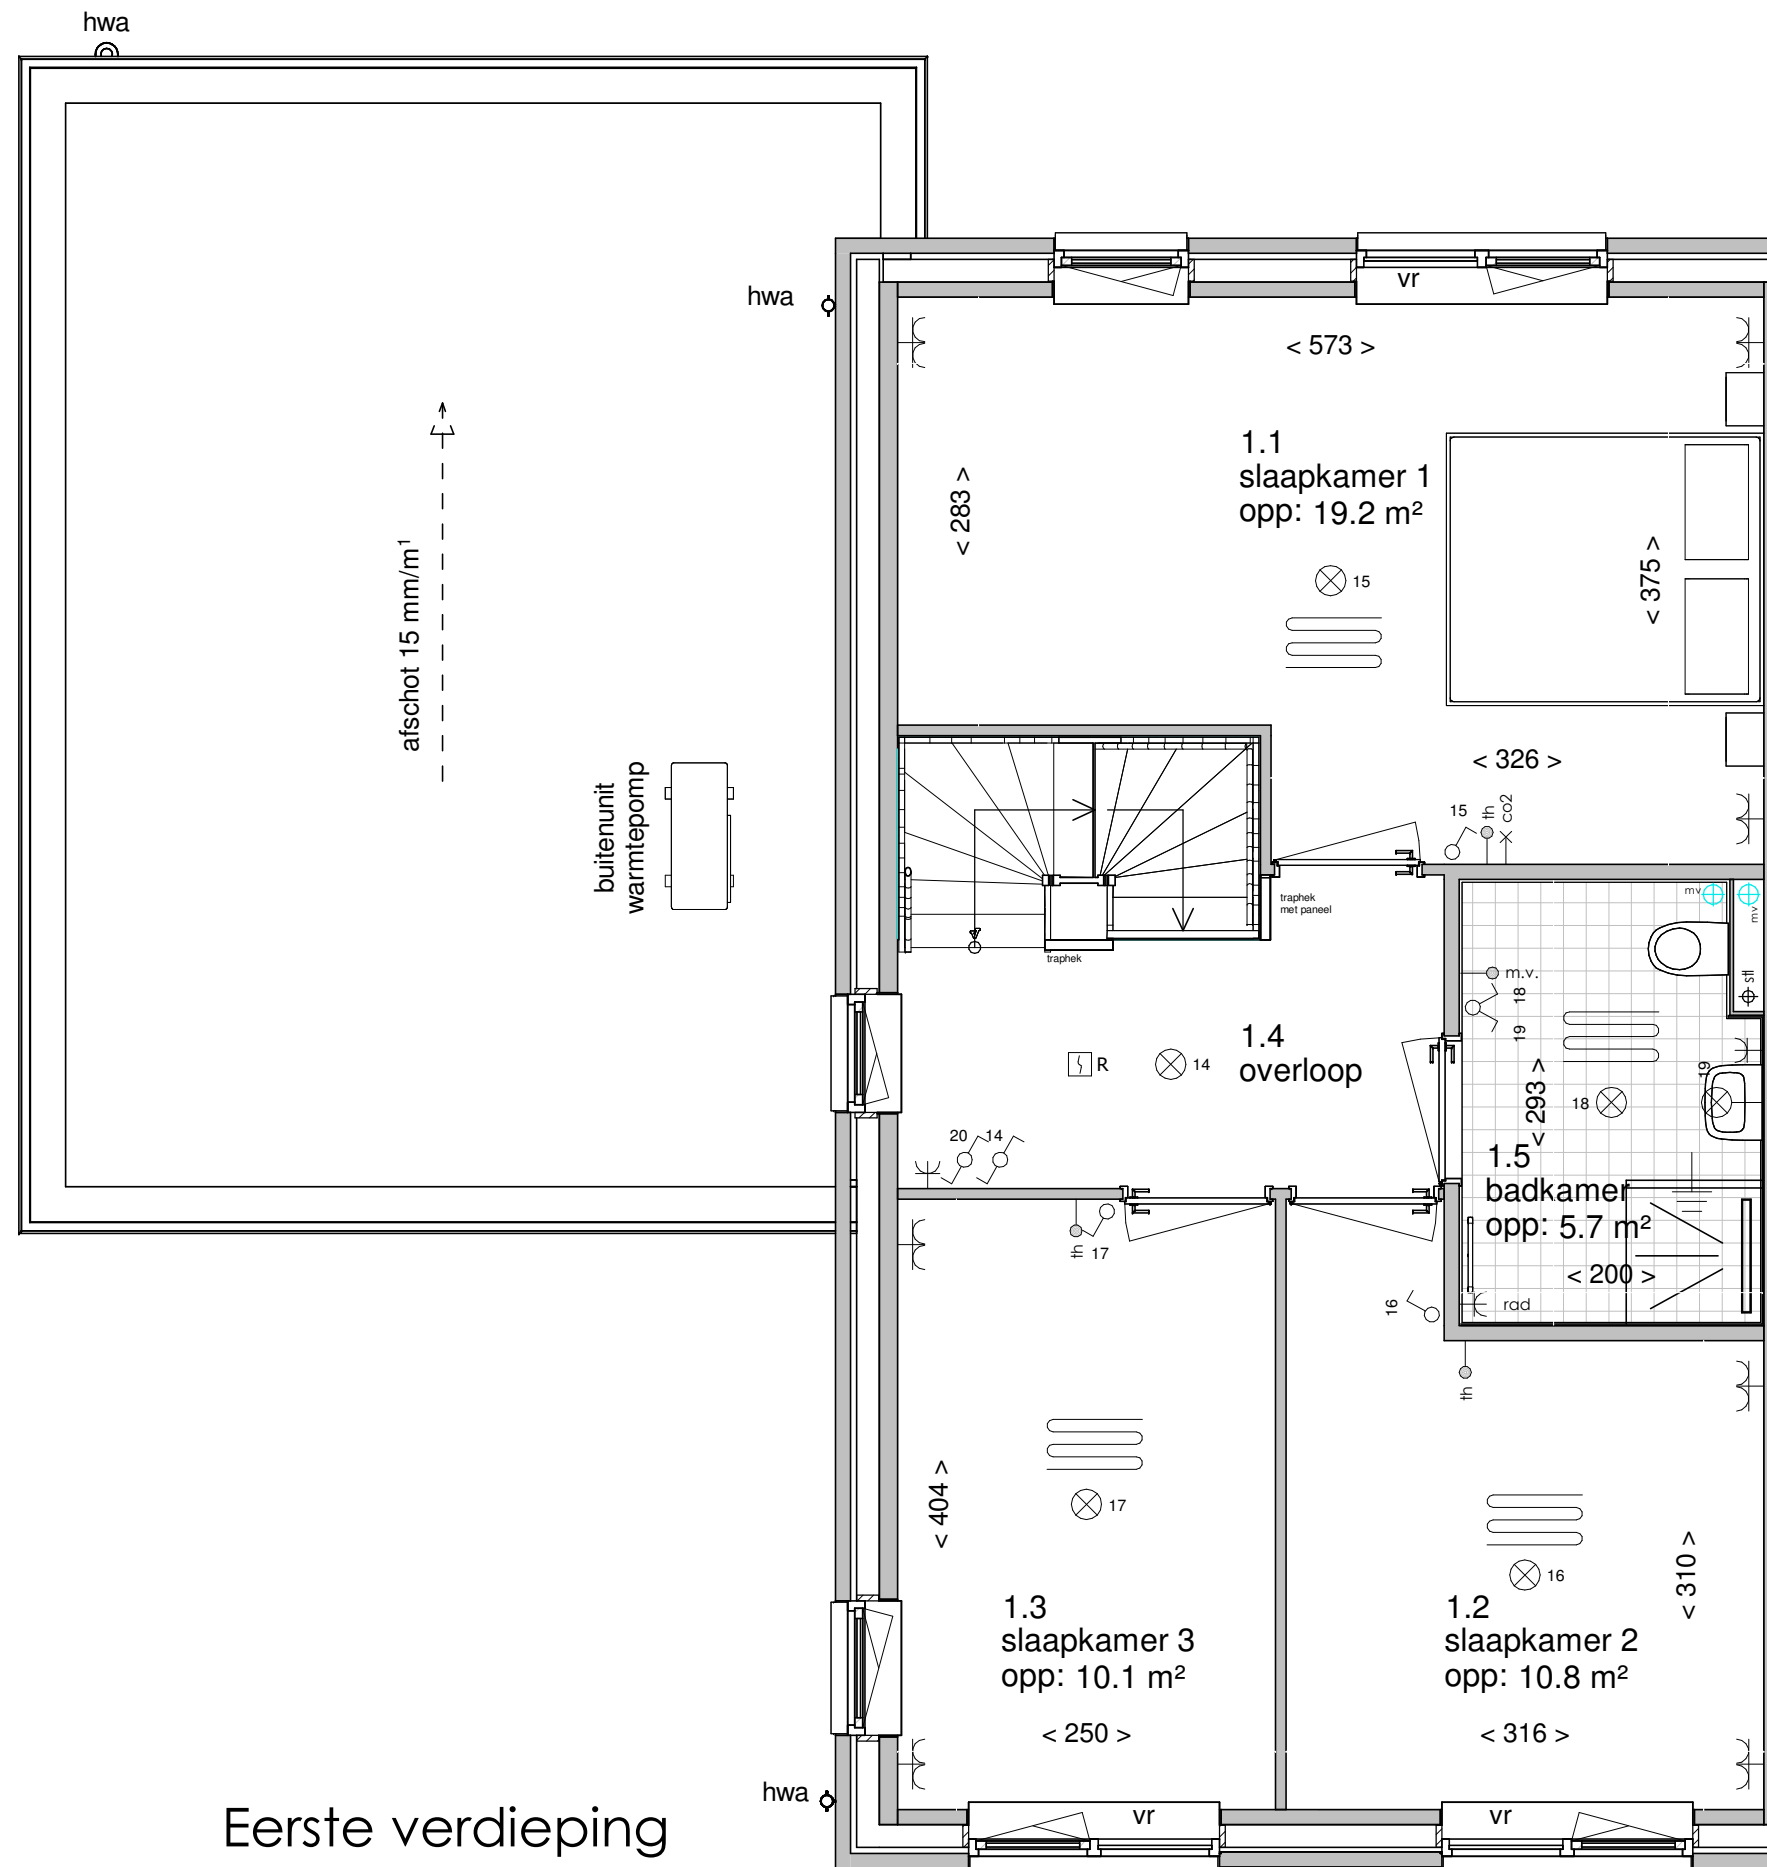 hwa
hwa
vr
< 573 >
1.1
slaapkamer 1
opp: 19.2 m²
< 283 >
< 375 >
15
afschot 15 mm/m¹
buitenunit
warmtepomp
< 326 >
15
th
co2
traphek
met paneel
traphek
mv
mv
m.v.
stl
18
19
R
14
1.4
overloop
19
18
< 293 >
20
14
1.5
badkamer
opp: 5.7 m²
< 200 >
rad
th
17
16
th
< 404 >
17
16
< 310 >
1.3
slaapkamer 3
opp: 10.1 m²
1.2
slaapkamer 2
opp: 10.8 m²
< 250 >
< 316 >
hwa
vr
vr
Eerste verdieping